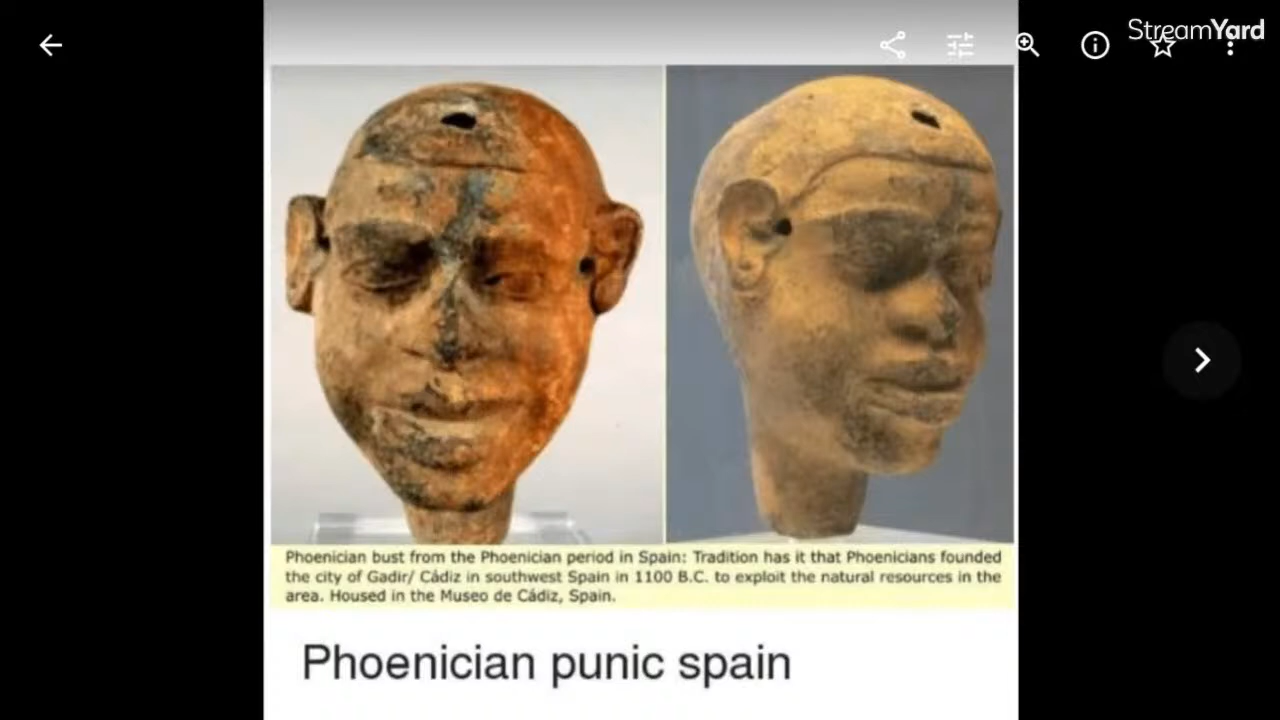 StreamYard
Phoenician bust from the Phoenician period in Spain: Tradition has it that Phoenicians founded
the city of Gadir/ Cádiz in southwest Spain in 1100 B.C. to exploit the natural resources in the
area. Housed in the Museo de Cádiz, Spain.
Phoenician punic spain